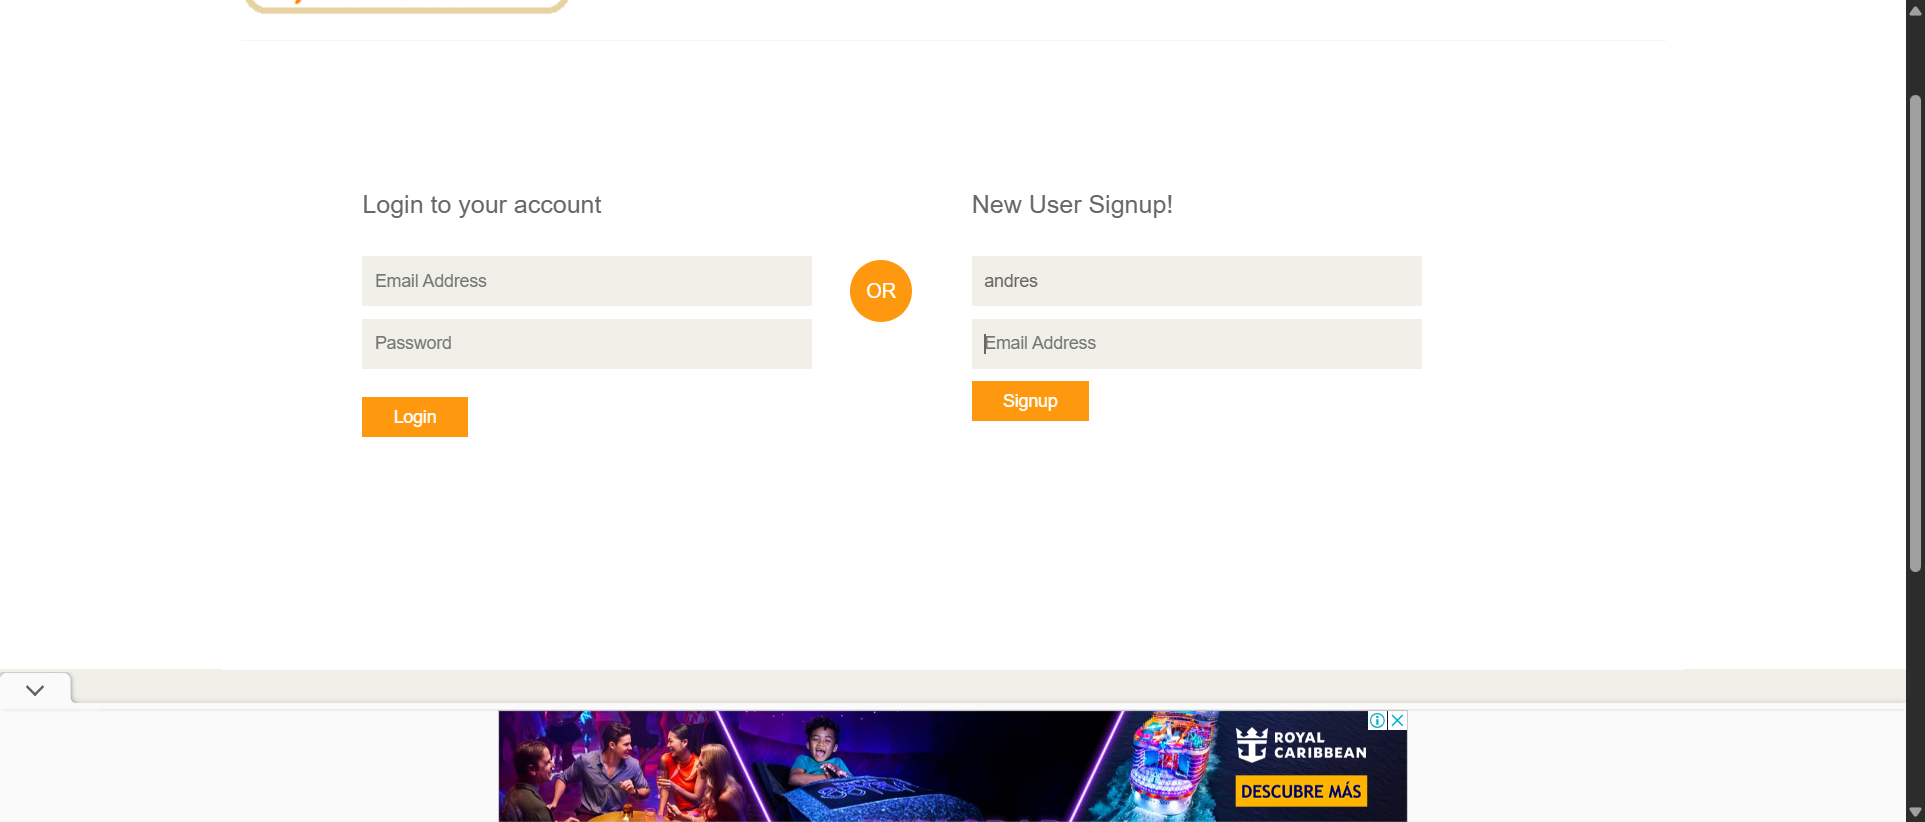 Login to your account
Email Address
Password
Login
OR
New User Signup!
andres
Email Address
Signup
ROYAL
CARIBBEAN
DESCUBRE MÁS